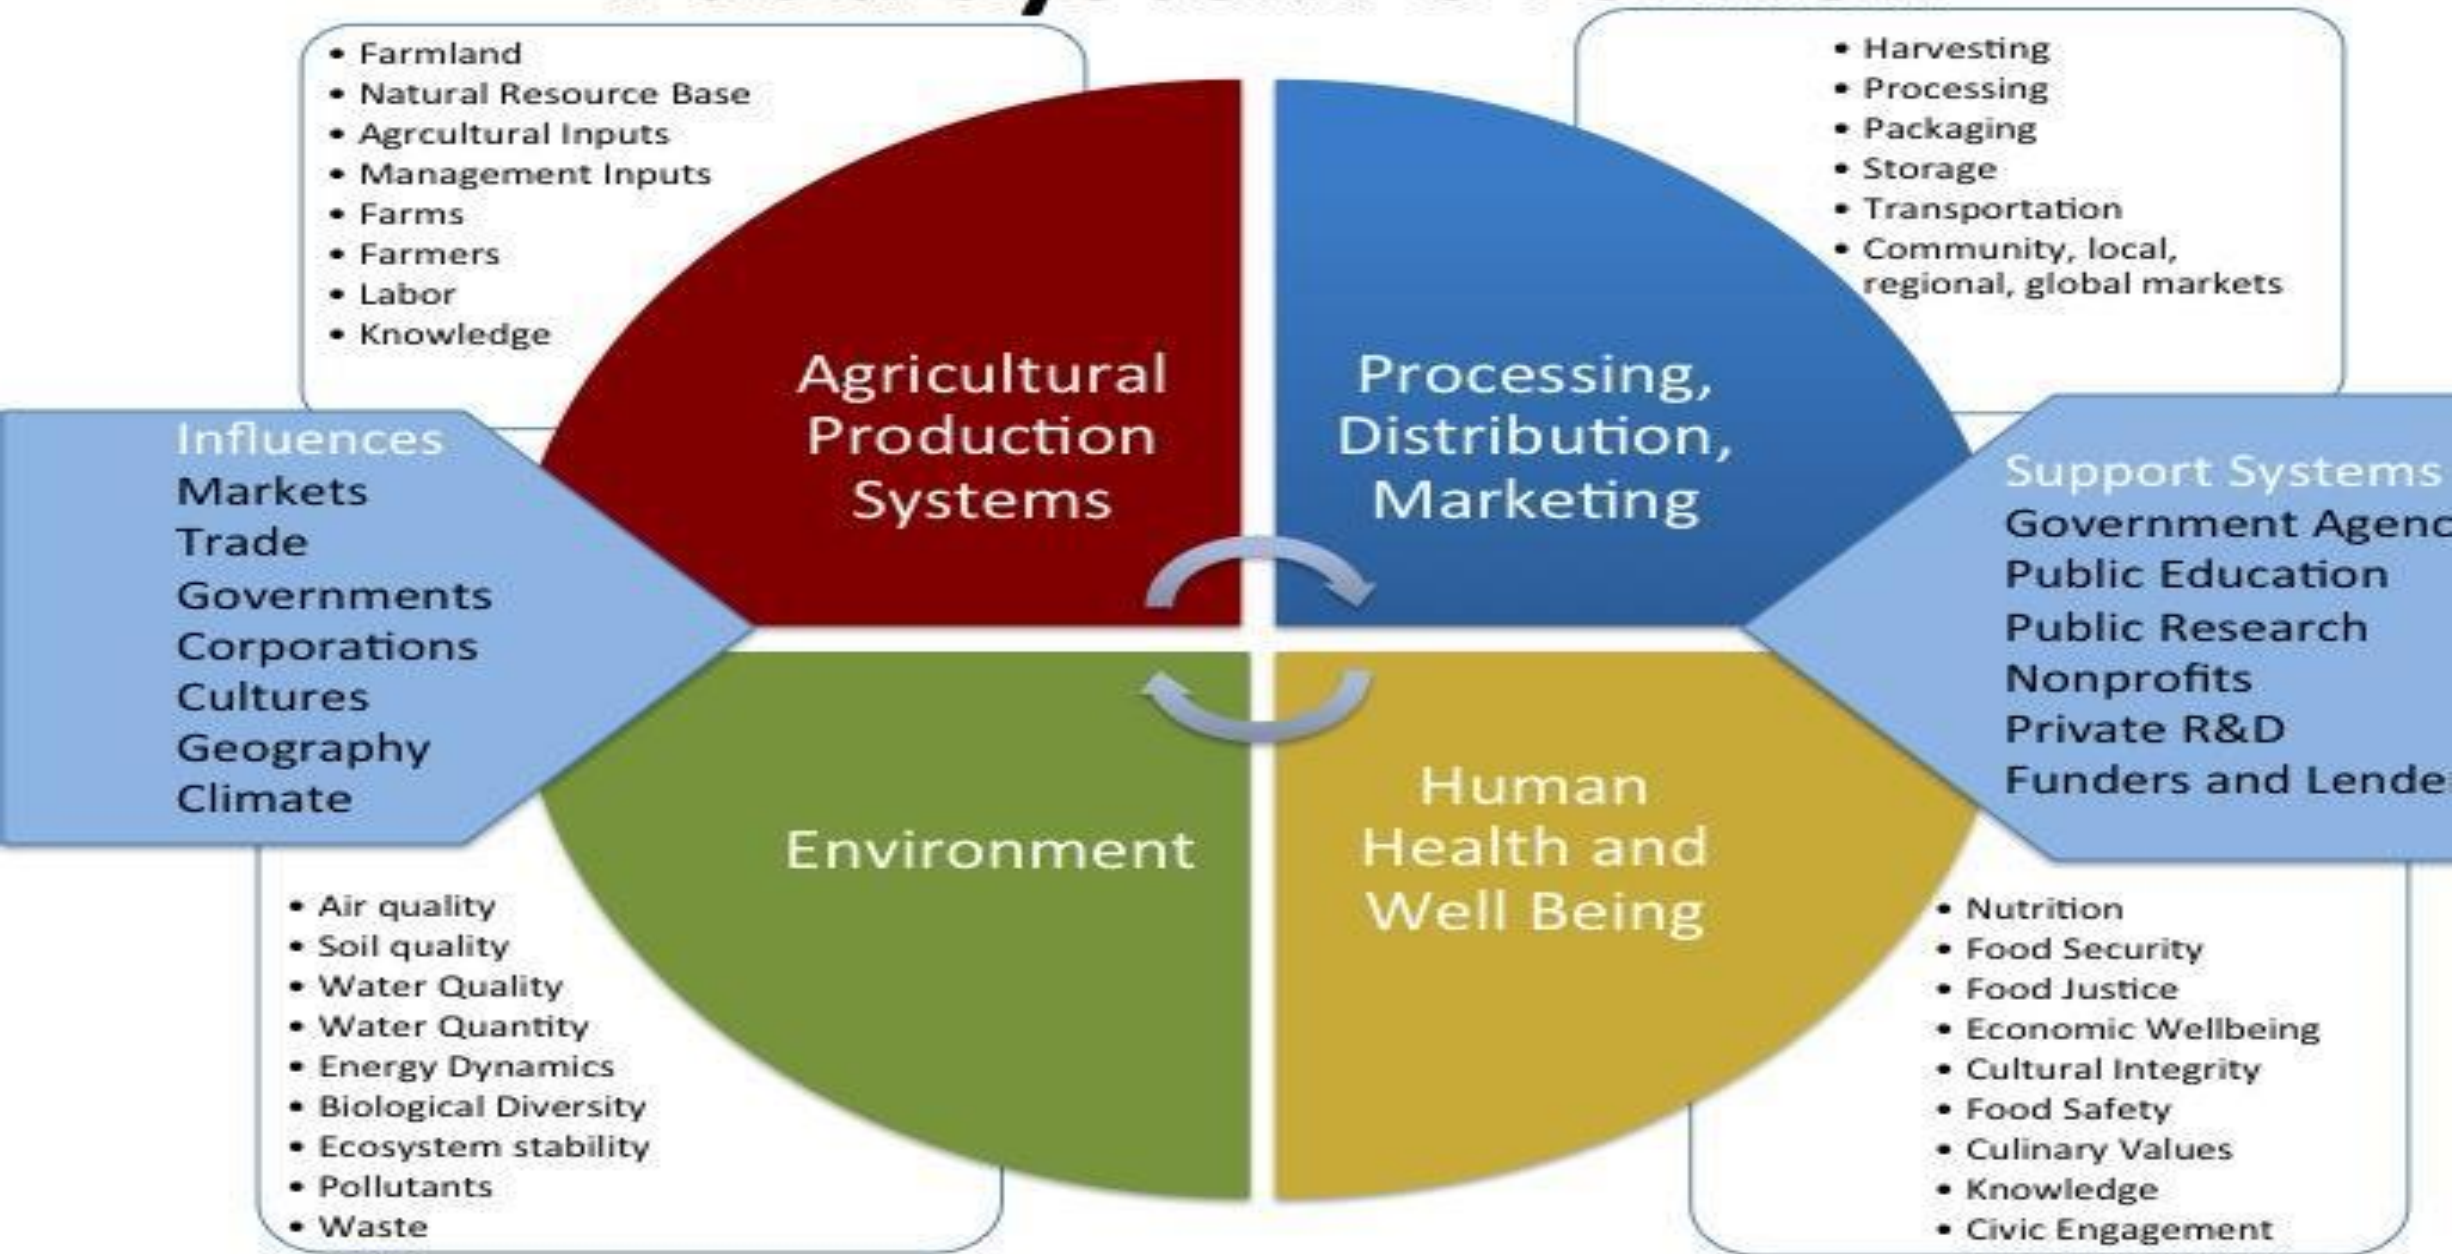 • Farmland
• Natural Resource Base
• Agrcultural Inputs
• Management Inputs
• Farms
• Farmers
• Labor
• Knowledge
• Harvesting
• Processing
• Packaging
• Storage
• Transportation
• Community, local,
regional, global markets
Agricultural
Production
Systems
Processing,
Distribution,
Marketing
Influences
Markets
Trade
Governments
Corporations
Cultures
Geography
Climate
Support Systems
Government
Public Education
Public Research
Nonprofits
Private R&D
Funders and
Environment
Human
Health and
Well Being
• Air quality
• Soil quality
• Water Quality
• Water Quantity
• Energy Dynamics
• Biological Diversity
• Ecosystem stability
• Pollutants
• Waste
• Nutrition
• Food Security
• Food Justice
• Economic Wellbeing
• Cultural Integrity
• Food Safety
• Culinary Values
• Knowledge
• Civic Engagement